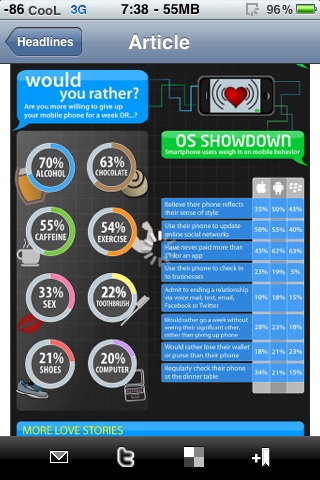 -86 CooL 3G 7:38 - 55MB 96%
Headlines
Article
would
you rather?
Are you more willing to give up
your mobile phone for a week OR...?
70%
ALCOHOL
63%
CHOCOLATE
55%
CAFFEINE
54%
EXERCISE
33%
SEX
22%
TOOTHBRUSH
21%
SHOES
20%
COMPUTER
OS SHOWDOWN
Smartphone users weigh in on mobile behavior
Believe their phone reflects
their sense of style
35% 50% 43%
Use their phone to update
online social networks
50% 55% 40%
Have never paid more than
for an app
45% 62% 63%
Use their phone to check in
to businesses
23% 19% 5%
Admit to ending a relationship
via voice mail, text, email,
Facebook or Twitter
10% 18% 15%
Would rather go a week without
seeing their significant other,
rather than giving up phone
28% 23% 18%
Would rather lose their wallet
or purse than their phone
18% 21% 23%
Regularly check their phone
at the dinner table
24% 21% 15%
MORE LOVE STORIES